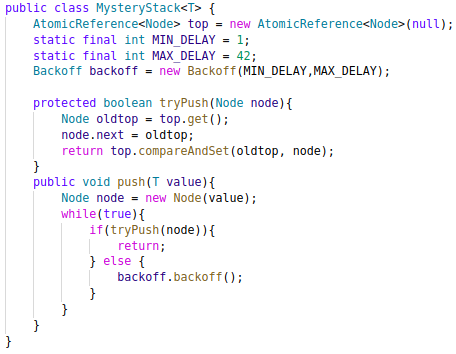 public class MysteryStack<T> {
    AtomicReference<Node> top = new AtomicReference<Node>(null);
    static final int MIN_DELAY = 1;
    static final int MAX_DELAY = 42;
    Backoff backoff = new Backoff(MIN_DELAY,MAX_DELAY);

    protected boolean tryPush(Node node){
        Node oldtop = top.get();
        node.next = oldtop;
        return top.compareAndSet(oldtop, node);
    }
    public void push(T value){
        Node node = new Node(value);
        while(true){
            if(tryPush(node)){
                return;
            } else {
                backoff.backoff();
            }
        }
    }
}